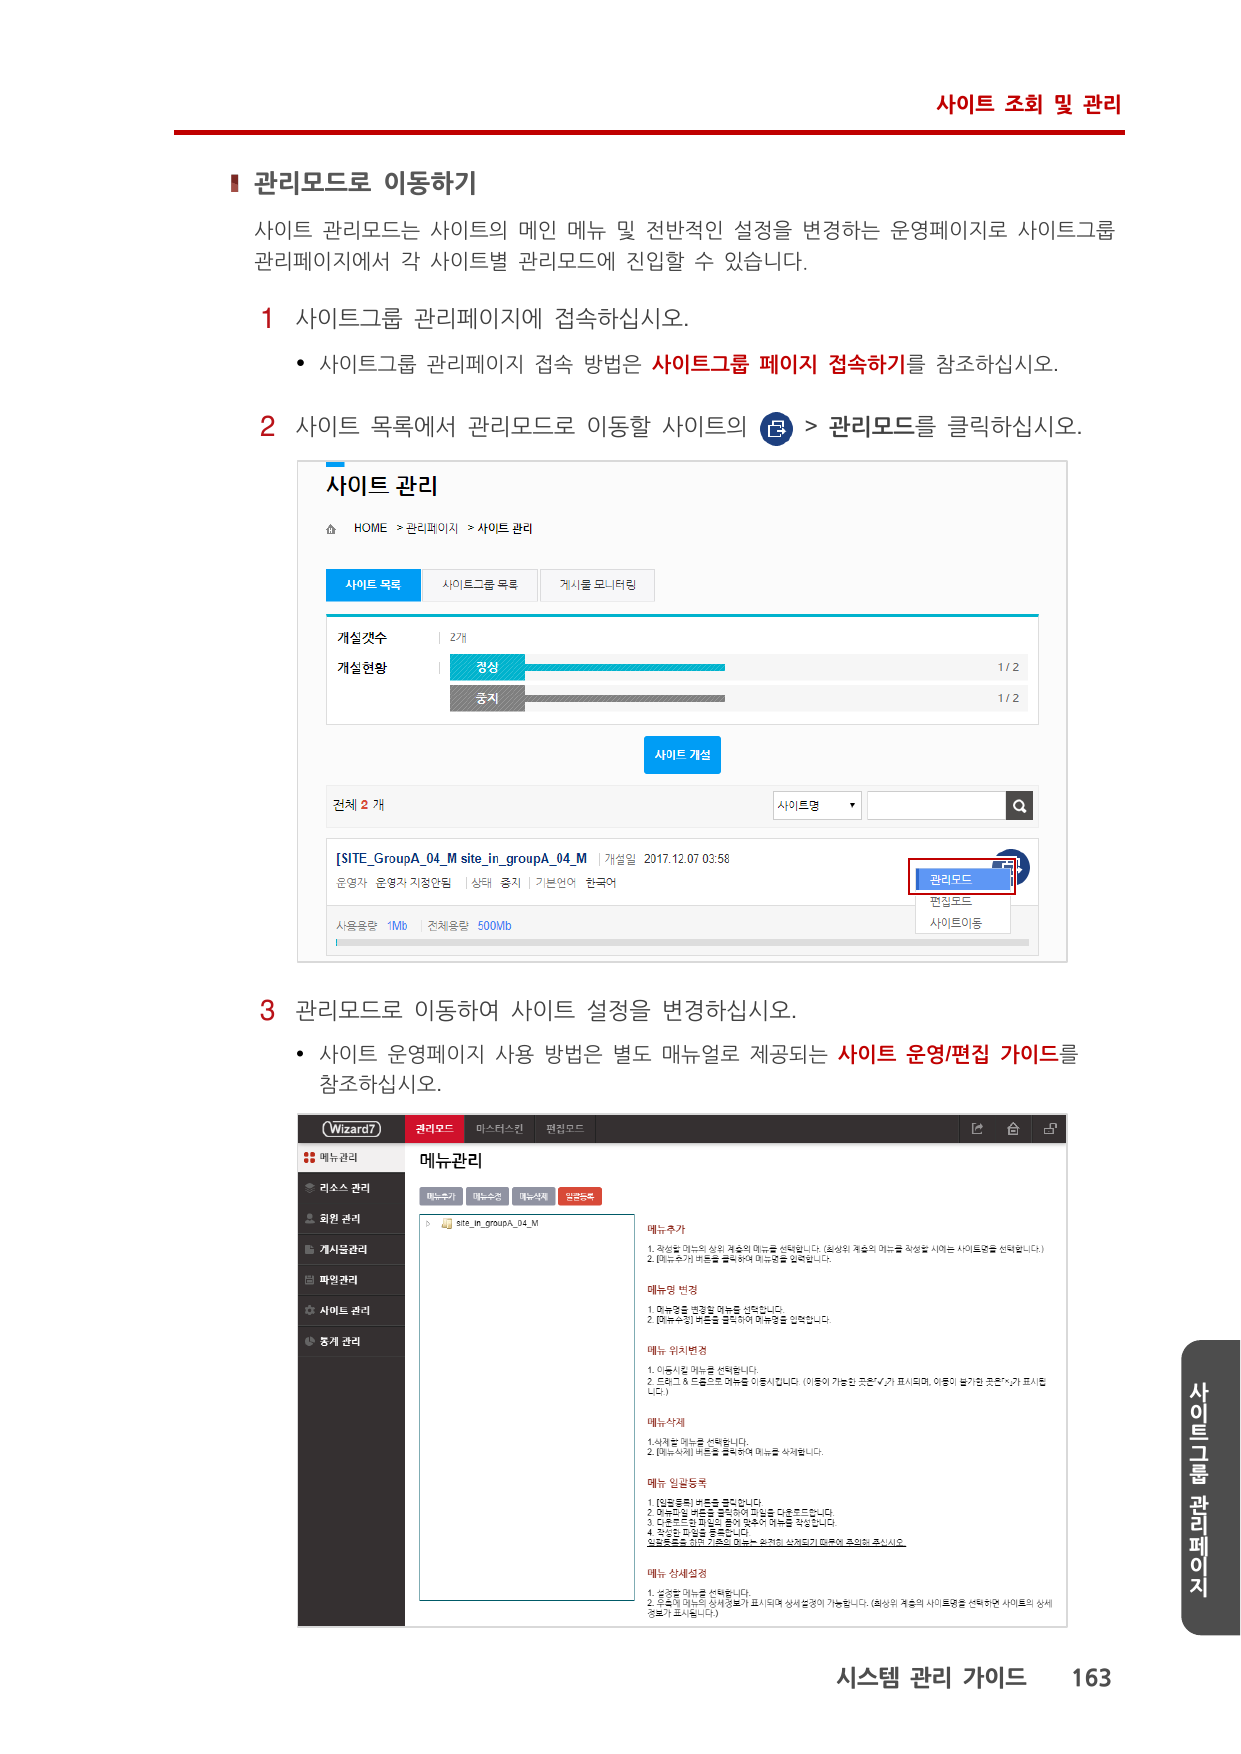 사이트 조회 및 관리
관리모드로 이동하기
사이트 관리모드는 사이트의 메인 메뉴 및 전반적인 설정을 변경하는 운영페이지로 사이트그룹
관리페이지에서 각 사이트별 관리모드에 진입할 수 있습니다.
1 사이트그룹 관리페이지에 접속하십시오.
• 사이트그룹 관리페이지 접속 방법은 사이트그룹 페이지 접속하기를 참조하십시오.
2 사이트 목록에서 관리모드로 이동할 사이트의 > 관리모드를 클릭하십시오.
사이트 관리
HOME > 관리페이지 > 사이트 관리
사이트 목록 사이트그룹 목록 게시물 모니터링
개설갯수 2개
개설현황 정상 1 / 2
중지 1 / 2
사이트 개설
전체 2 개 사이트명
[SITE_GroupA_04_M site_in_groupA_04_M 개설일 2017.12.07 03:58
운영자 운영자 지정안됨 상태 중지 기본언어 한국어
관리모드
편집모드
사이트이동
사용용량 1Mb 전체용량 500Mb
3 관리모드로 이동하여 사이트 설정을 변경하십시오.
• 사이트 운영페이지 사용 방법은 별도 매뉴얼로 제공되는 사이트 운영/편집 가이드를
참조하십시오.
Wizard7 관리모드 마스터스킨 편집모드
메뉴관리
리소스 관리
회원 관리
게시물관리
파일관리
사이트 관리
통계 관리
메뉴관리
메뉴추가 메뉴수정 메뉴삭제 일괄등록
site_in_groupA_04_M
메뉴추가
1. 작성할 메뉴의 상위 계층의 메뉴를 선택합니다. (최상위 계층의 메뉴를 작성할 시에는 사이트명을 선택합니다.)
2. [메뉴추가] 버튼을 클릭하여 메뉴명을 입력합니다.
메뉴명 변경
1. 메뉴명을 변경할 메뉴를 선택합니다.
2. [메뉴수정] 버튼을 클릭하여 메뉴명을 입력합니다.
메뉴 위치변경
1. 이동시킬 메뉴를 선택합니다.
2. 드래그 & 드롭으로 메뉴를 이동시킵니다. (이동이 가능한 곳은「✓」가 표시되며, 이동이 불가한 곳은「×」가 표시됩
니다.)
메뉴삭제
1.삭제할 메뉴를 선택합니다.
2. [메뉴삭제] 버튼을 클릭하여 메뉴를 삭제합니다.
메뉴 일괄등록
1. [일괄등록] 버튼을 클릭합니다.
2. 메뉴파일 버튼을 클릭하여 파일을 다운로드합니다.
3. 다운로드한 파일의 폼에 맞추어 메뉴를 작성합니다.
4. 작성한 파일을 등록합니다.
일괄등록을 하면 기존의 메뉴는 완전히 삭제되기 때문에 주의해 주십시오.
메뉴 상세설정
1. 설정할 메뉴를 선택합니다.
2. 우측에 메뉴의 상세정보가 표시되며 상세설정이 가능합니다. (최상위 계층의 사이트명을 선택하면 사이트의 상세
정보가 표시됩니다.)
사이트그룹 관리페이지
시스템 관리 가이드 163